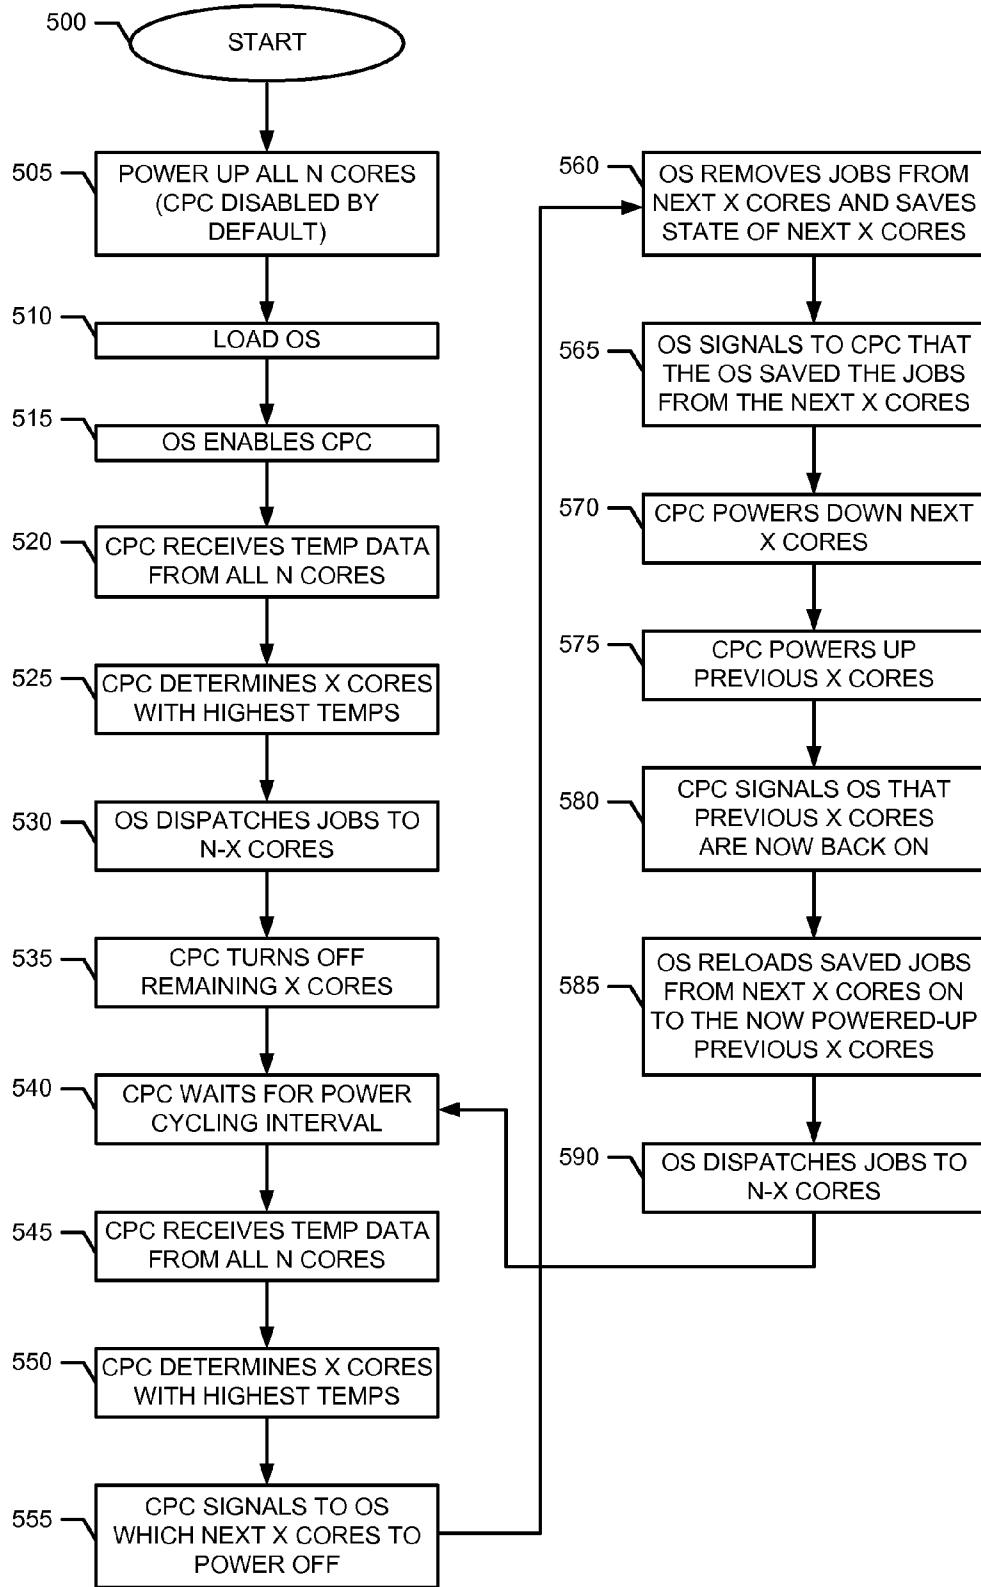 500
START
505
POWER UP ALL N CORES
(CPC DISABLED BY
DEFAULT)
510
LOAD OS
515
OS ENABLES CPC
520
CPC RECEIVES TEMP DATA
FROM ALL N CORES
525
CPC DETERMINES X CORES
WITH HIGHEST TEMPS
530
OS DISPATCHES JOBS TO
N-X CORES
535
CPC TURNS OFF
REMAINING X CORES
540
CPC WAITS FOR POWER
CYCLING INTERVAL
545
CPC RECEIVES TEMP DATA
FROM ALL N CORES
550
CPC DETERMINES X CORES
WITH HIGHEST TEMPS
555
CPC SIGNALS TO OS
WHICH NEXT X CORES TO
POWER OFF
560
OS REMOVES JOBS FROM
NEXT X CORES AND SAVES
STATE OF NEXT X CORES
565
OS SIGNALS TO CPC THAT
THE OS SAVED THE JOBS
FROM THE NEXT X CORES
570
CPC POWERS DOWN NEXT
X CORES
575
CPC POWERS UP
PREVIOUS X CORES
580
CPC SIGNALS OS THAT
PREVIOUS X CORES
ARE NOW BACK ON
585
OS RELOADS SAVED JOBS
FROM NEXT X CORES ON
TO THE NOW POWERED-UP
PREVIOUS X CORES
590
OS DISPATCHES JOBS TO
N-X CORES